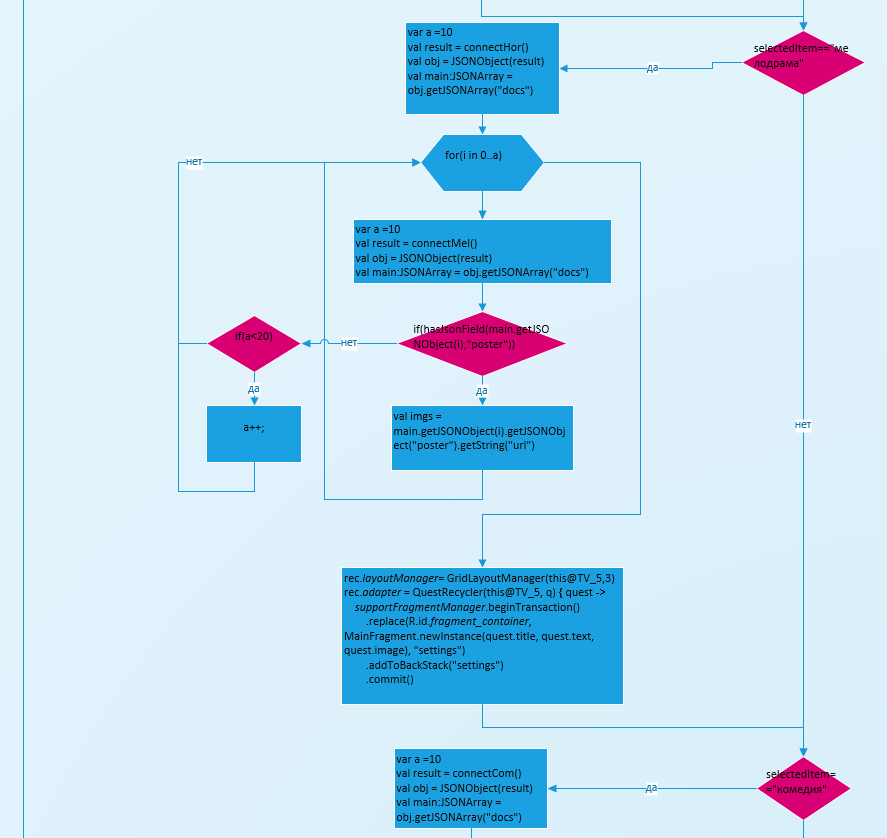 var a =10
val result = connectHor()
val obj = JSONObject(result)
val main:JSONArray =
obj.getJSONArray("docs")
да
selectedItem=="ме
лодрама"
нет
for(i in 0..a)
var a =10
val result = connectMel()
val obj = JSONObject(result)
val main:JSONArray = obj.getJSONArray("docs")
if(a<20)
нет
if(hasJsonField(main.getJSO
NObject(i),"poster"))
да
да
a++;
val imgs =
main.getJSONObject(i).getJSONObj
ect("poster").getString("url")
нет
rec.layoutManager= GridLayoutManager(this@TV_5,3)
rec.adapter = QuestRecycler(this@TV_5, q) { quest ->
supportFragmentManager.beginTransaction()
.replace(R.id.fragment_container,
MainFragment.newInstance(quest.title, quest.text,
quest.image), "settings")
.addToBackStack("settings")
.commit()
var a =10
val result = connectCom()
val obj = JSONObject(result)
val main:JSONArray =
obj.getJSONArray("docs")
да
selectedItem=
="комедия"